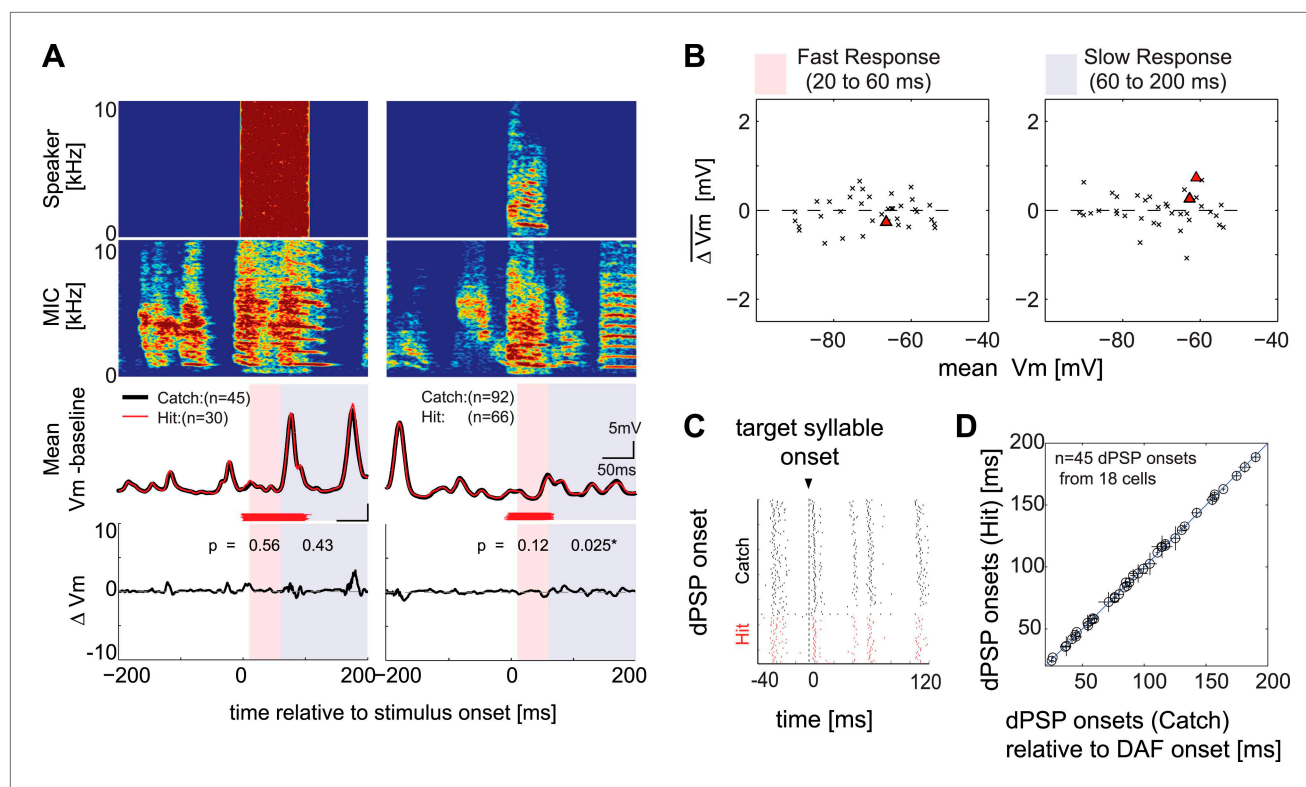 A
Speaker
[kHz]
10
0
MIC
[kHz]
10
0
Mean
Vm -baseline
Catch:(n=45)
Hit:(n=30)
Catch:(n=92)
Hit: (n=66)
5mV
50ms
Δ Vm
10
0
-10
p = 0.56 0.43
p = 0.12 0.025*
−200 0 200
−200 0 200
time relative to stimulus onset [ms]
B
Fast Response
(20 to 60 ms)
Slow Response
(60 to 200 ms)
Δ Vm [mV]
2
0
−2
2
0
−2
−80 −60 −40
−80 −60 −40
mean Vm [mV]
C
target syllable
onset
dPSP onset
Catch
Hit
-40 0 120
time [ms]
D
n=45 dPSP onsets
from 18 cells
dPSP onsets (Hit) [ms]
200
150
100
50
50 100 150 200
dPSP onsets (Catch)
relative to DAF onset [ms]